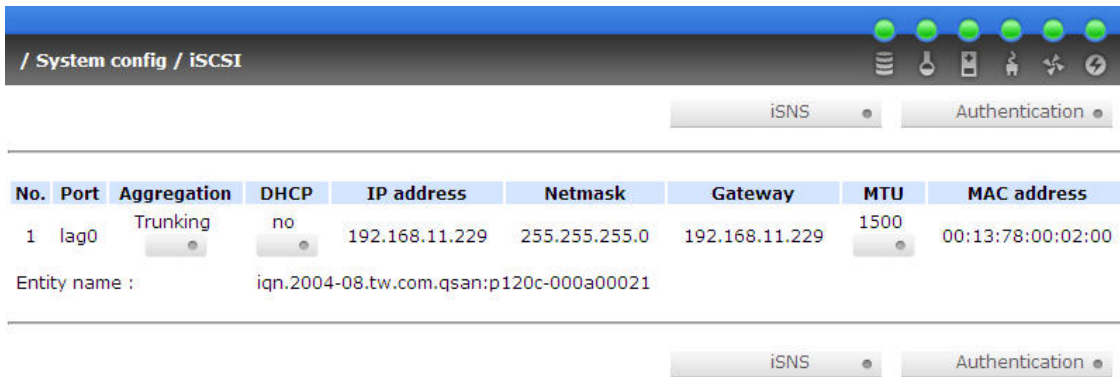 / System config / iSCSI
iSNS Authentication
No. Port Aggregation DHCP IP address Netmask Gateway MTU MAC address
1 lag0 Trunking no 192.168.11.229 255.255.255.0 192.168.11.229 1500 00:13:78:00:02:00
Entity name : iqn.2004-08.tw.com.qsan:p120c-000a00021
iSNS Authentication